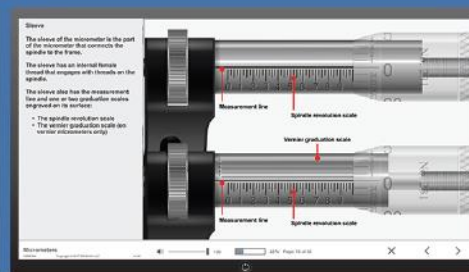 Sleeve
The sleeve of the micrometer is the part
of the micrometer that connects the
spindle to the frame.
The sleeve has an internal female
thread that engages with threads on the
spindle.
The sleeve also has the measurement
line and one or two graduation scales
engraved on its surface:
• The spindle revolution scale
• The vernier graduation scale (on
vernier micrometers only)
Measurement line
Spindle revolution scale
Vernier graduation scale
Measurement line
Spindle revolution scale
Micrometers